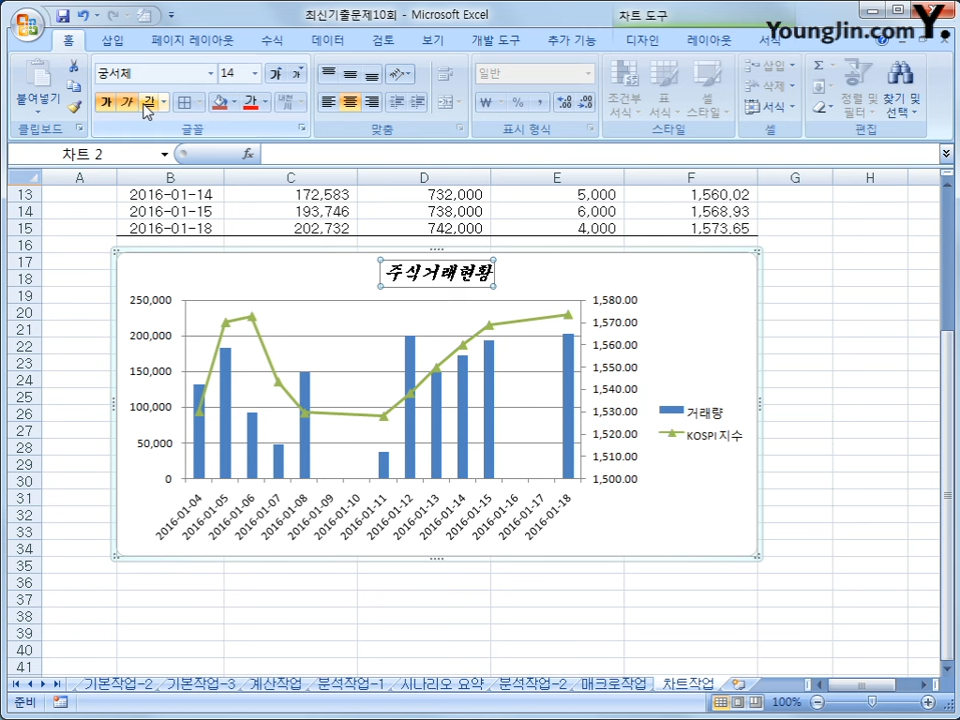 최신기출문제10회 - Microsoft Excel
차트 도구
YoungJin.com Y.
홈 삽입 페이지 레이아웃 수식 데이터 검토 보기 개발 도구 추가 기능 디자인 레이아웃 서식
붙여넣기
클립보드
궁서체 14
가 가 간
가
글꼴
맞춤
일반
₩ % ,
표시 형식
조건부 서식
표 서식
셀 스타일
스타일
삽입
삭제
서식
셀
Σ
정렬 및 필터
찾기 및 선택
편집
차트 2
fx
A B C D E F G H
13 2016-01-14 172,583 732,000 5,000 1,560.02
14 2016-01-15 193,746 738,000 6,000 1,568.93
15 2016-01-18 202,732 742,000 4,000 1,573.65
16
17
18
19
20
21
22
23
24
25
26
27
28
29
30
31
32
33
34
35
36
37
38
39
40
41
주식거래현황
250,000
200,000
150,000
100,000
50,000
0
1,580.00
1,570.00
1,560.00
1,550.00
1,540.00
1,530.00
1,520.00
1,510.00
1,500.00
거래량
KOSPI 지수
2016-01-04
2016-01-05
2016-01-06
2016-01-07
2016-01-08
2016-01-09
2016-01-10
2016-01-11
2016-01-12
2016-01-13
2016-01-14
2016-01-15
2016-01-16
2016-01-17
2016-01-18
기본작업-2 기본작업-3 계산작업 분석작업-1 시나리오 요약 분석작업-2 매크로작업 차트작업
준비
100%